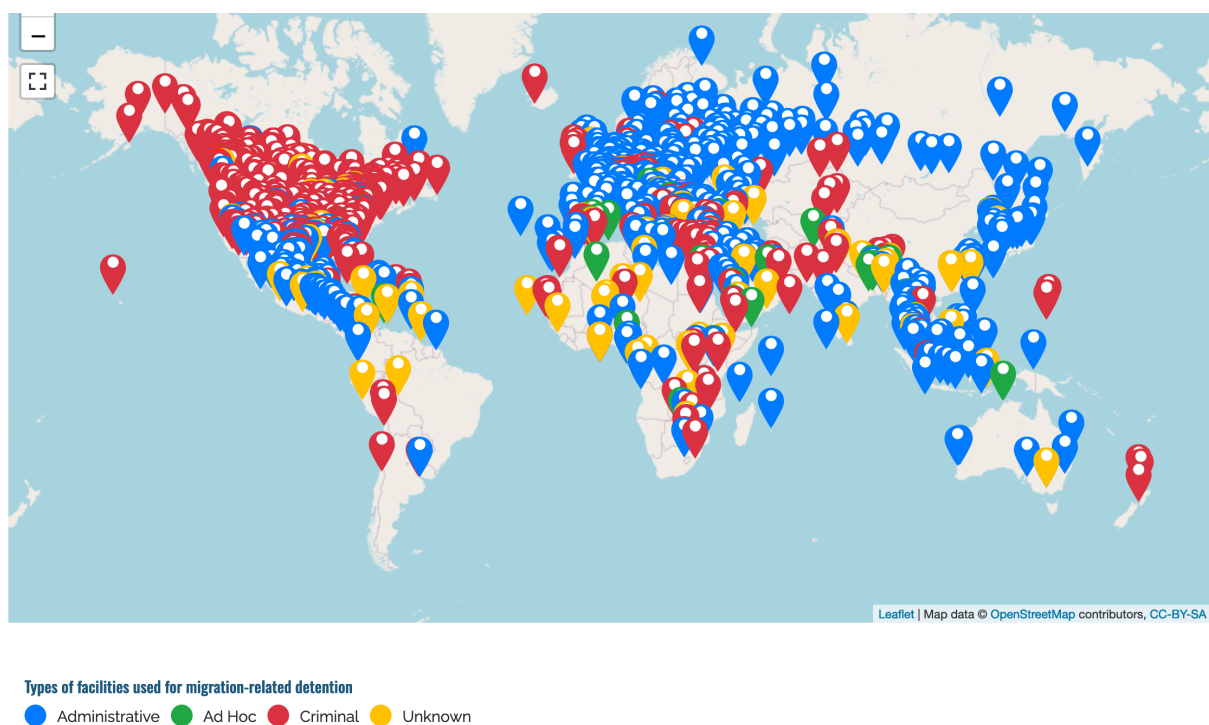 Leaflet | Map data © OpenStreetMap contributors, CC-BY-SA
Types of facilities used for migration-related detention
Administrative Ad Hoc Criminal Unknown